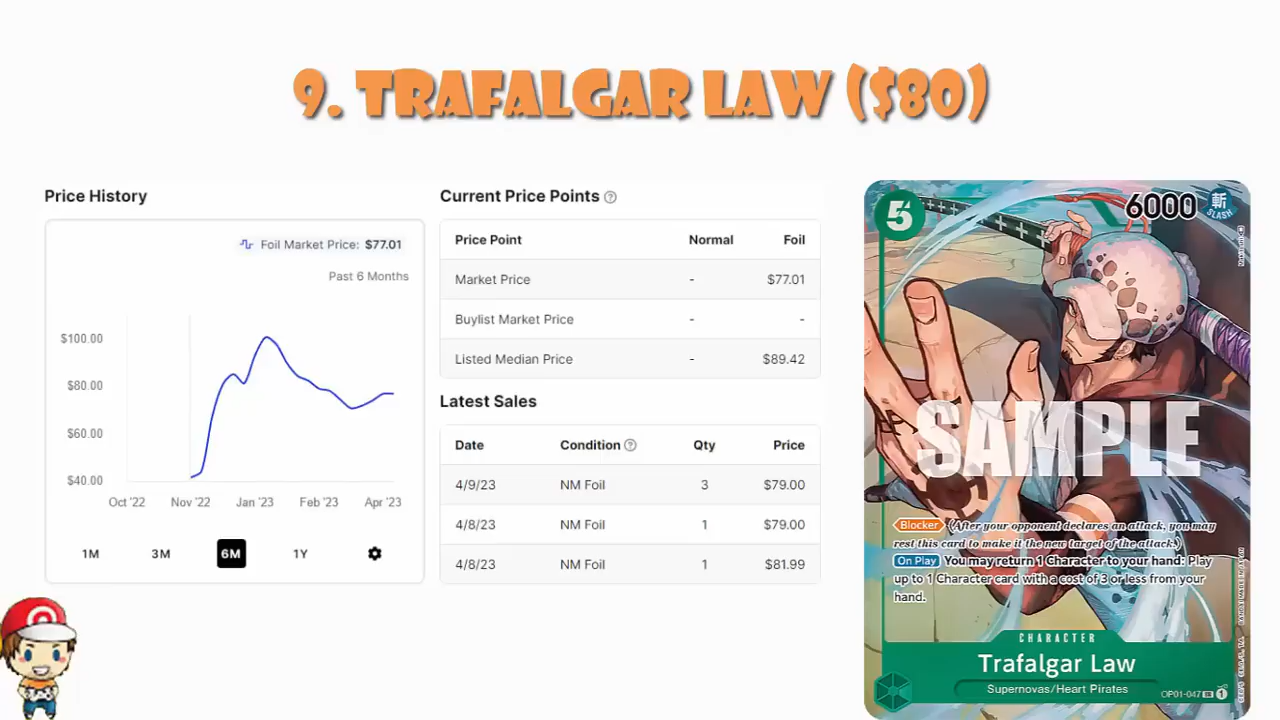 9. TRAFALGAR LAW ($80)
Price History
Foil Market Price: $77.01
Past 6 Months
$100.00
$80.00
$60.00
$40.00
Oct '22 Nov '22 Jan '23 Feb '23 Apr '23
1M 3M 6M 1Y
Current Price Points ?
Price Point Normal Foil
Market Price - $77.01
Buylist Market Price - -
Listed Median Price - $89.42
Latest Sales
Date Condition ? Qty Price
4/9/23 NM Foil 3 $79.00
4/8/23 NM Foil 1 $79.00
4/8/23 NM Foil 1 $81.99
5
6000
斬
SLASH
SAMPLE
Blocker (After your opponent declares an attack, you may
rest this card to make it the new target of the attack.)
On Play You may return 1 Character to your hand: Play
up to 1 Character card with a cost of 3 or less from your
hand.
CHARACTER
Trafalgar Law
Supernovas/Heart Pirates
OP01-047 SR 1